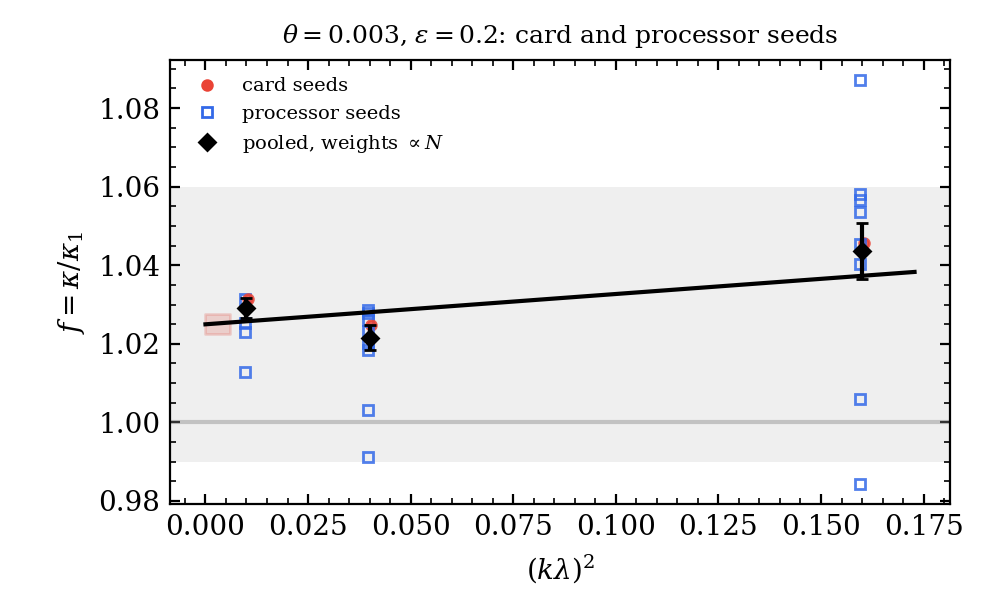 θ = 0.003, ε = 0.2: card and processor seeds
card seeds
processor seeds
pooled, weights ∝ N
f = κ/κ₁
1.08
1.06
1.04
1.02
1.00
0.98
0.000 0.025 0.050 0.075 0.100 0.125 0.150 0.175
(kλ)²